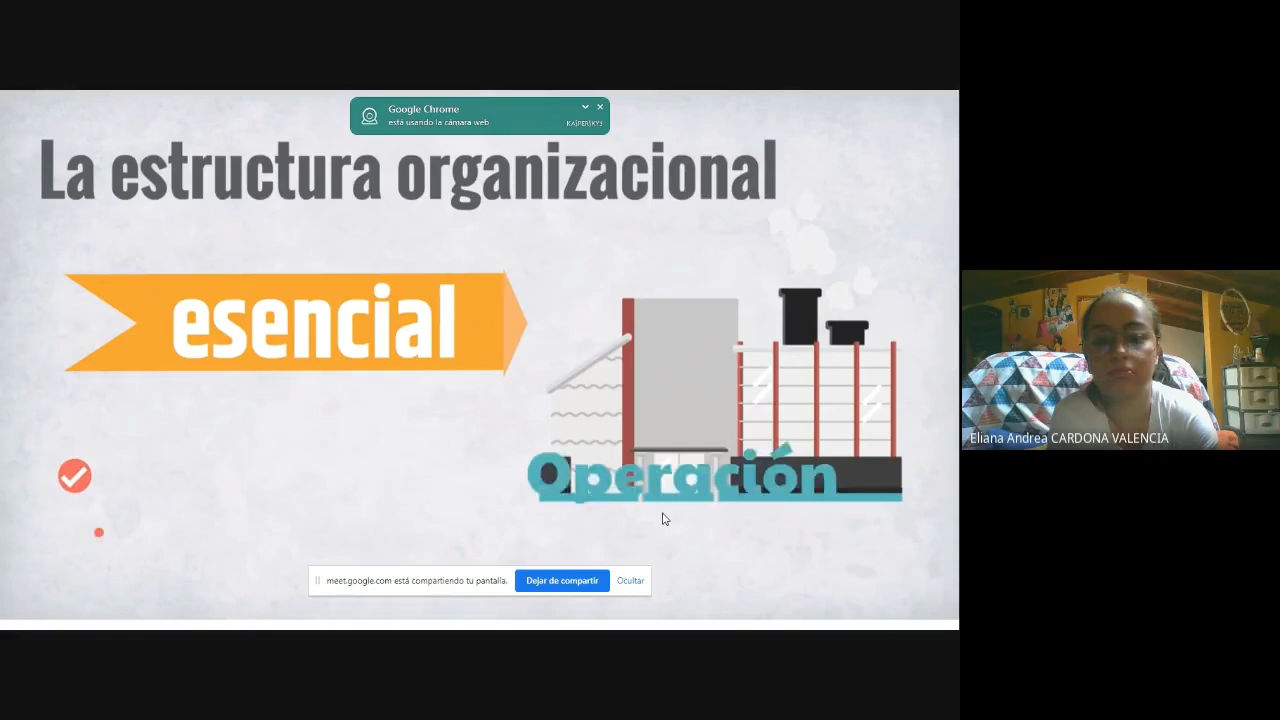 Google Chrome
está usando la cámara web
KASPERSKY
La estructura organizacional
esencial
Operación
Eliana Andrea CARDONA VALENCIA
meet.google.com está compartiendo tu pantalla.
Dejar de compartir
Ocultar